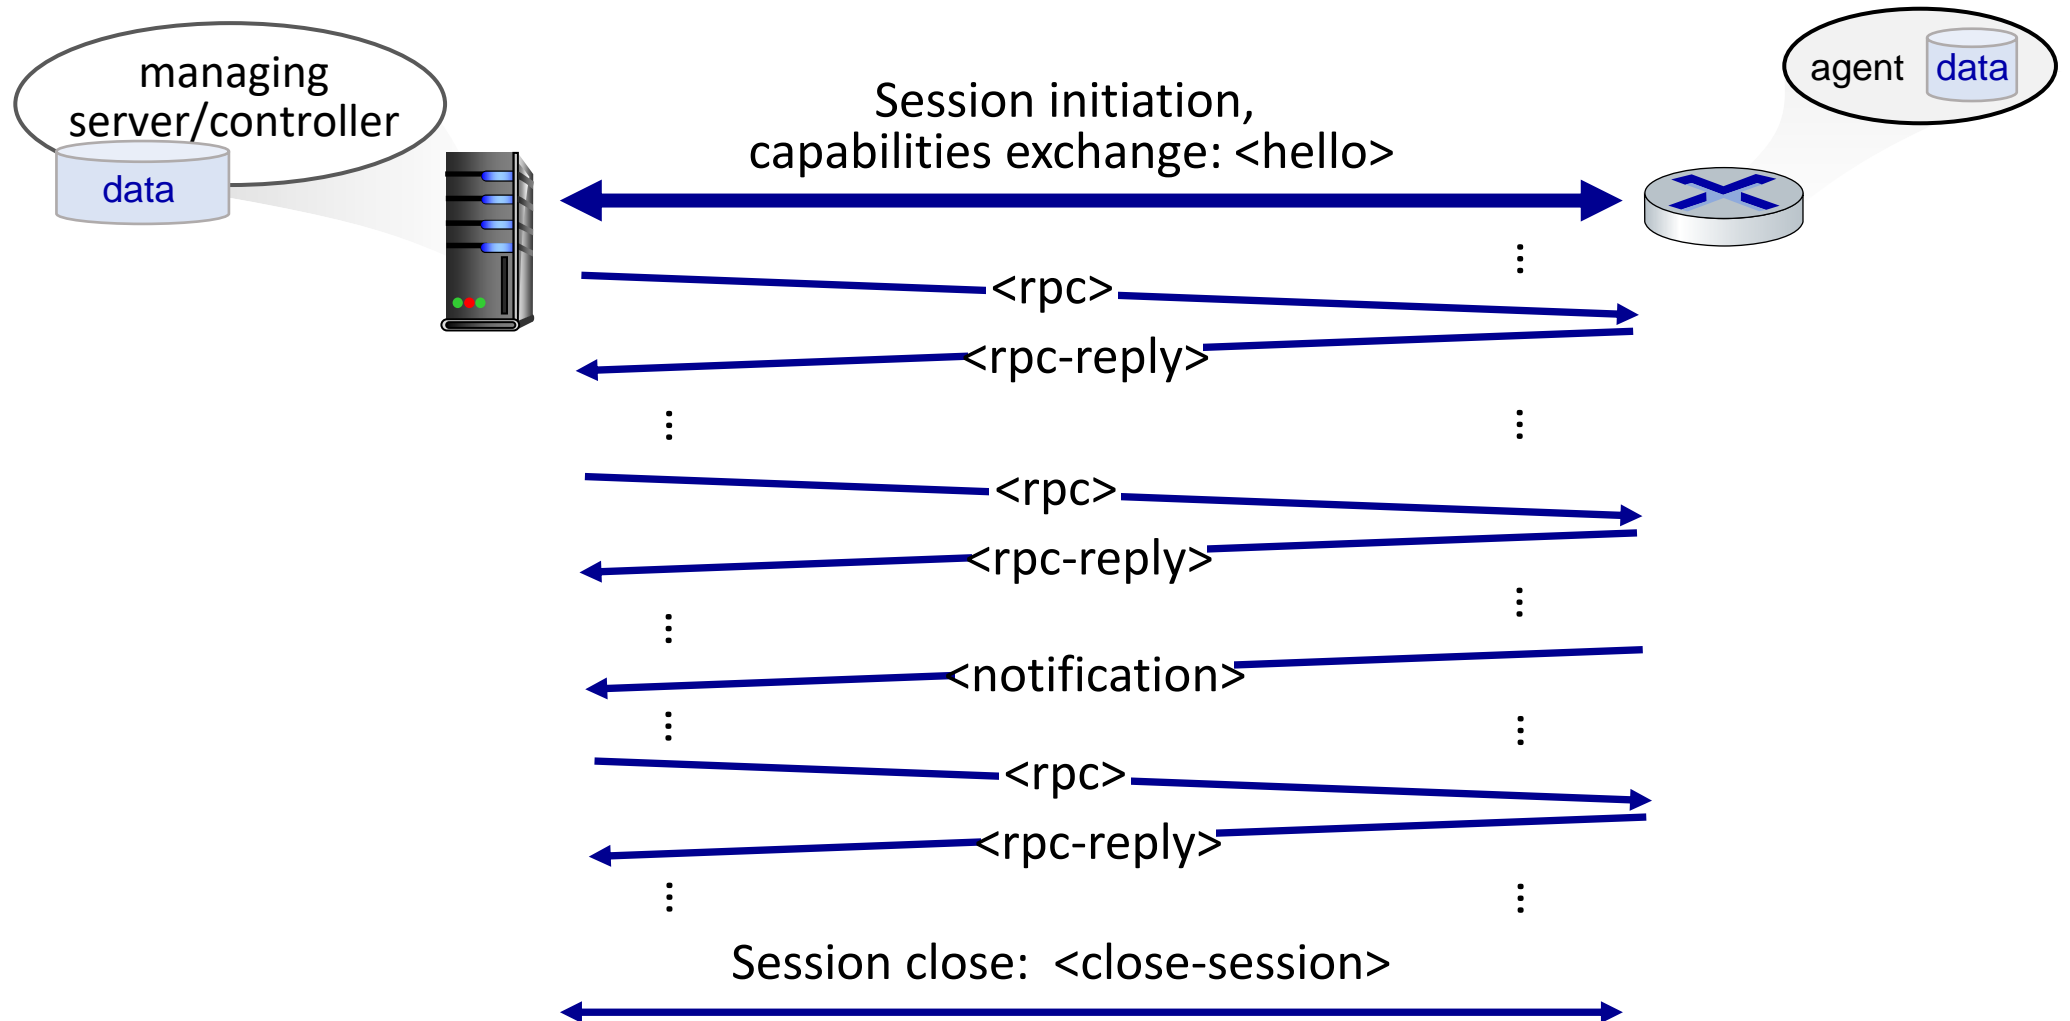 managing
server/controller
data
agent
data
Session initiation,
capabilities exchange: <hello>
<rpc>
<rpc-reply>
<rpc>
<rpc-reply>
<notification>
<rpc>
<rpc-reply>
Session close: <close-session>